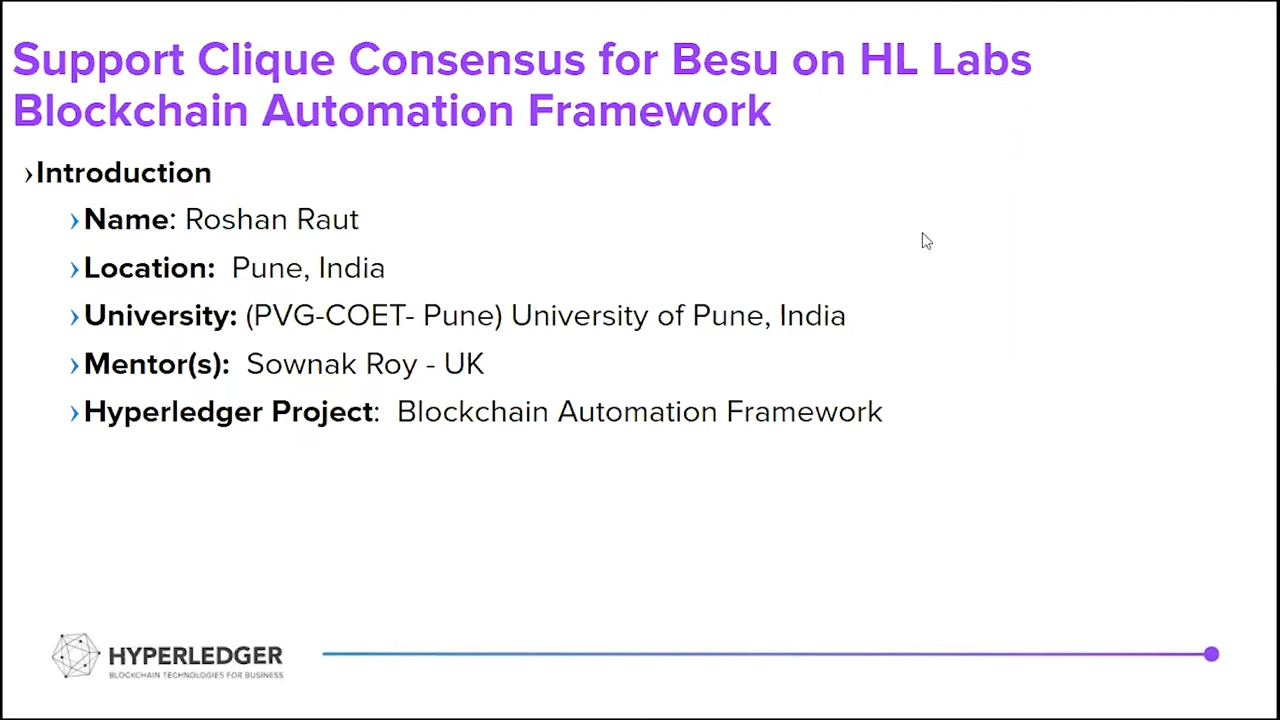 Support Clique Consensus for Besu on HL Labs
Blockchain Automation Framework
›Introduction
›Name: Roshan Raut
›Location: Pune, India
›University: (PVG-COET- Pune) University of Pune, India
›Mentor(s): Sownak Roy - UK
›Hyperledger Project: Blockchain Automation Framework
HYPERLEDGER
BLOCKCHAIN TECHNOLOGIES FOR BUSINESS